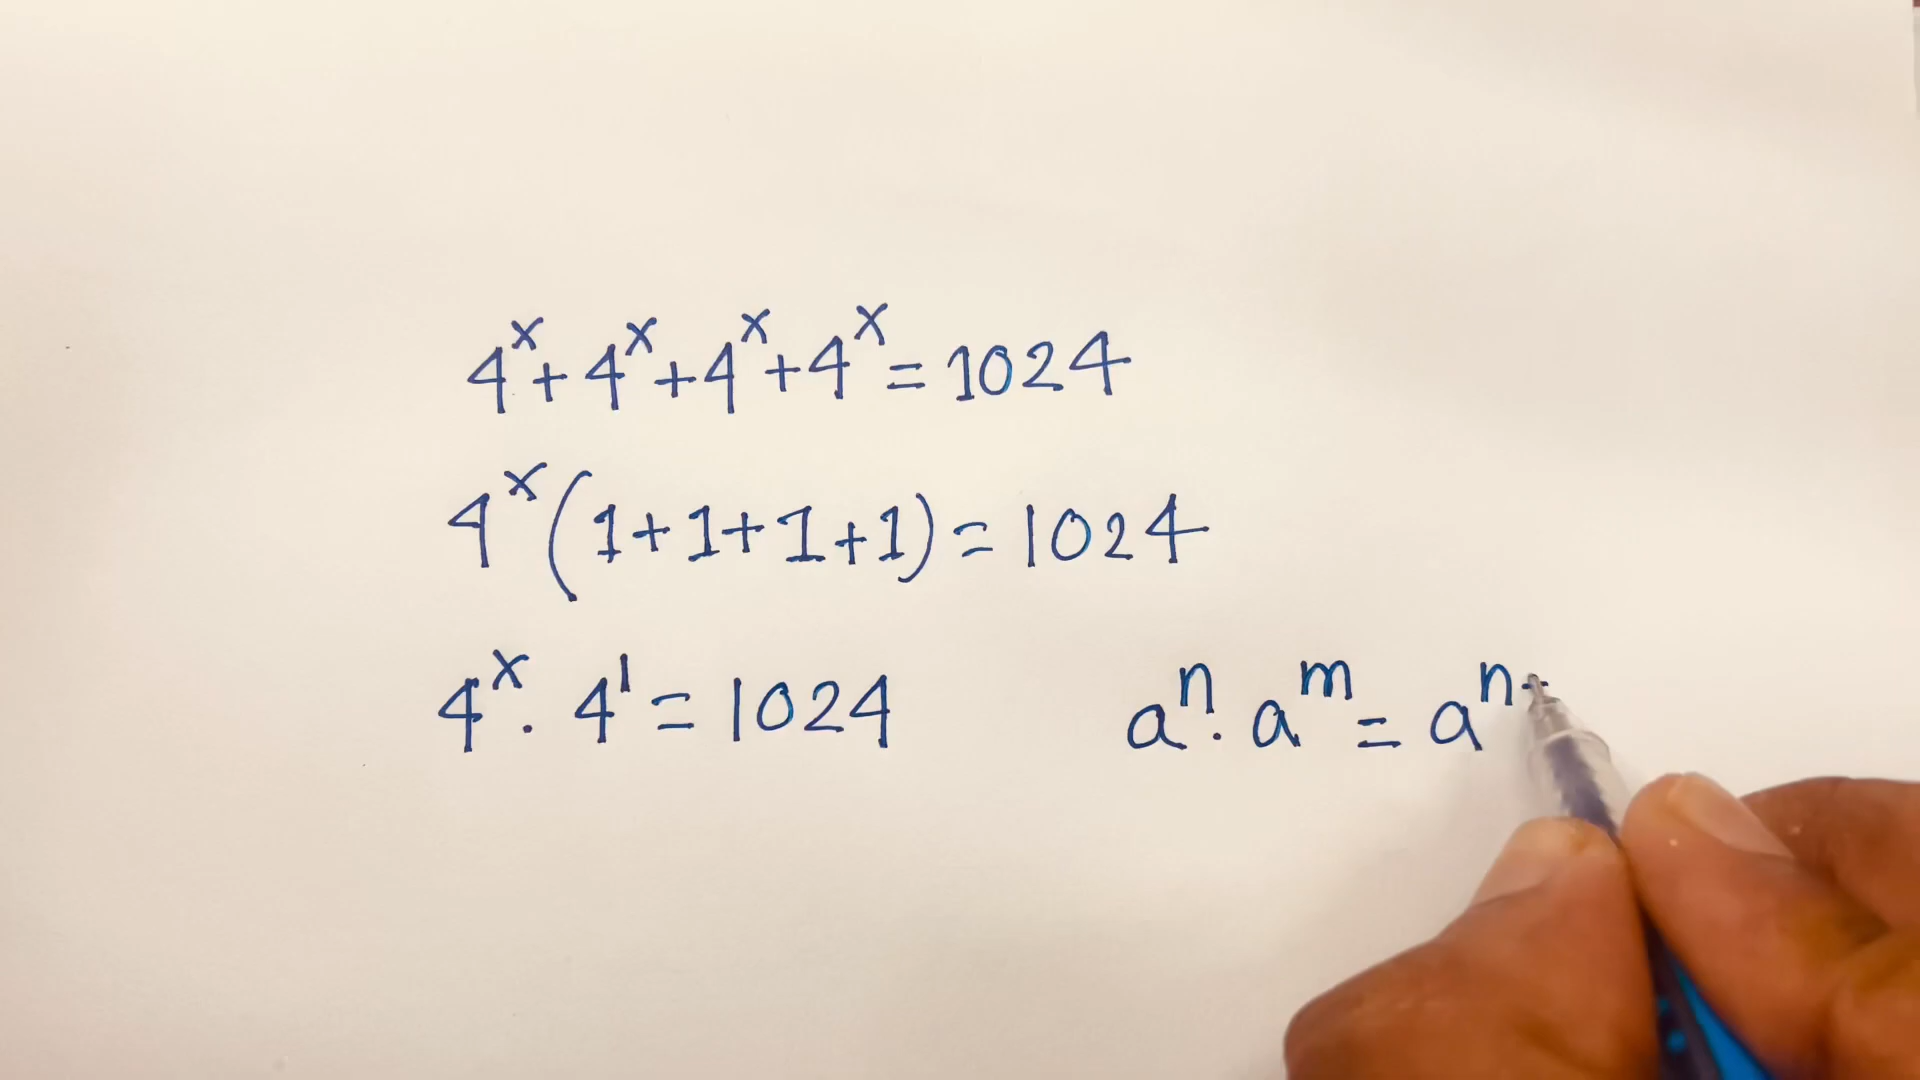 4^x + 4^x + 4^x + 4^x = 1024
4^x (1+1+1+1) = 1024
4^x . 4^1 = 1024 a^n . a^m = a^n